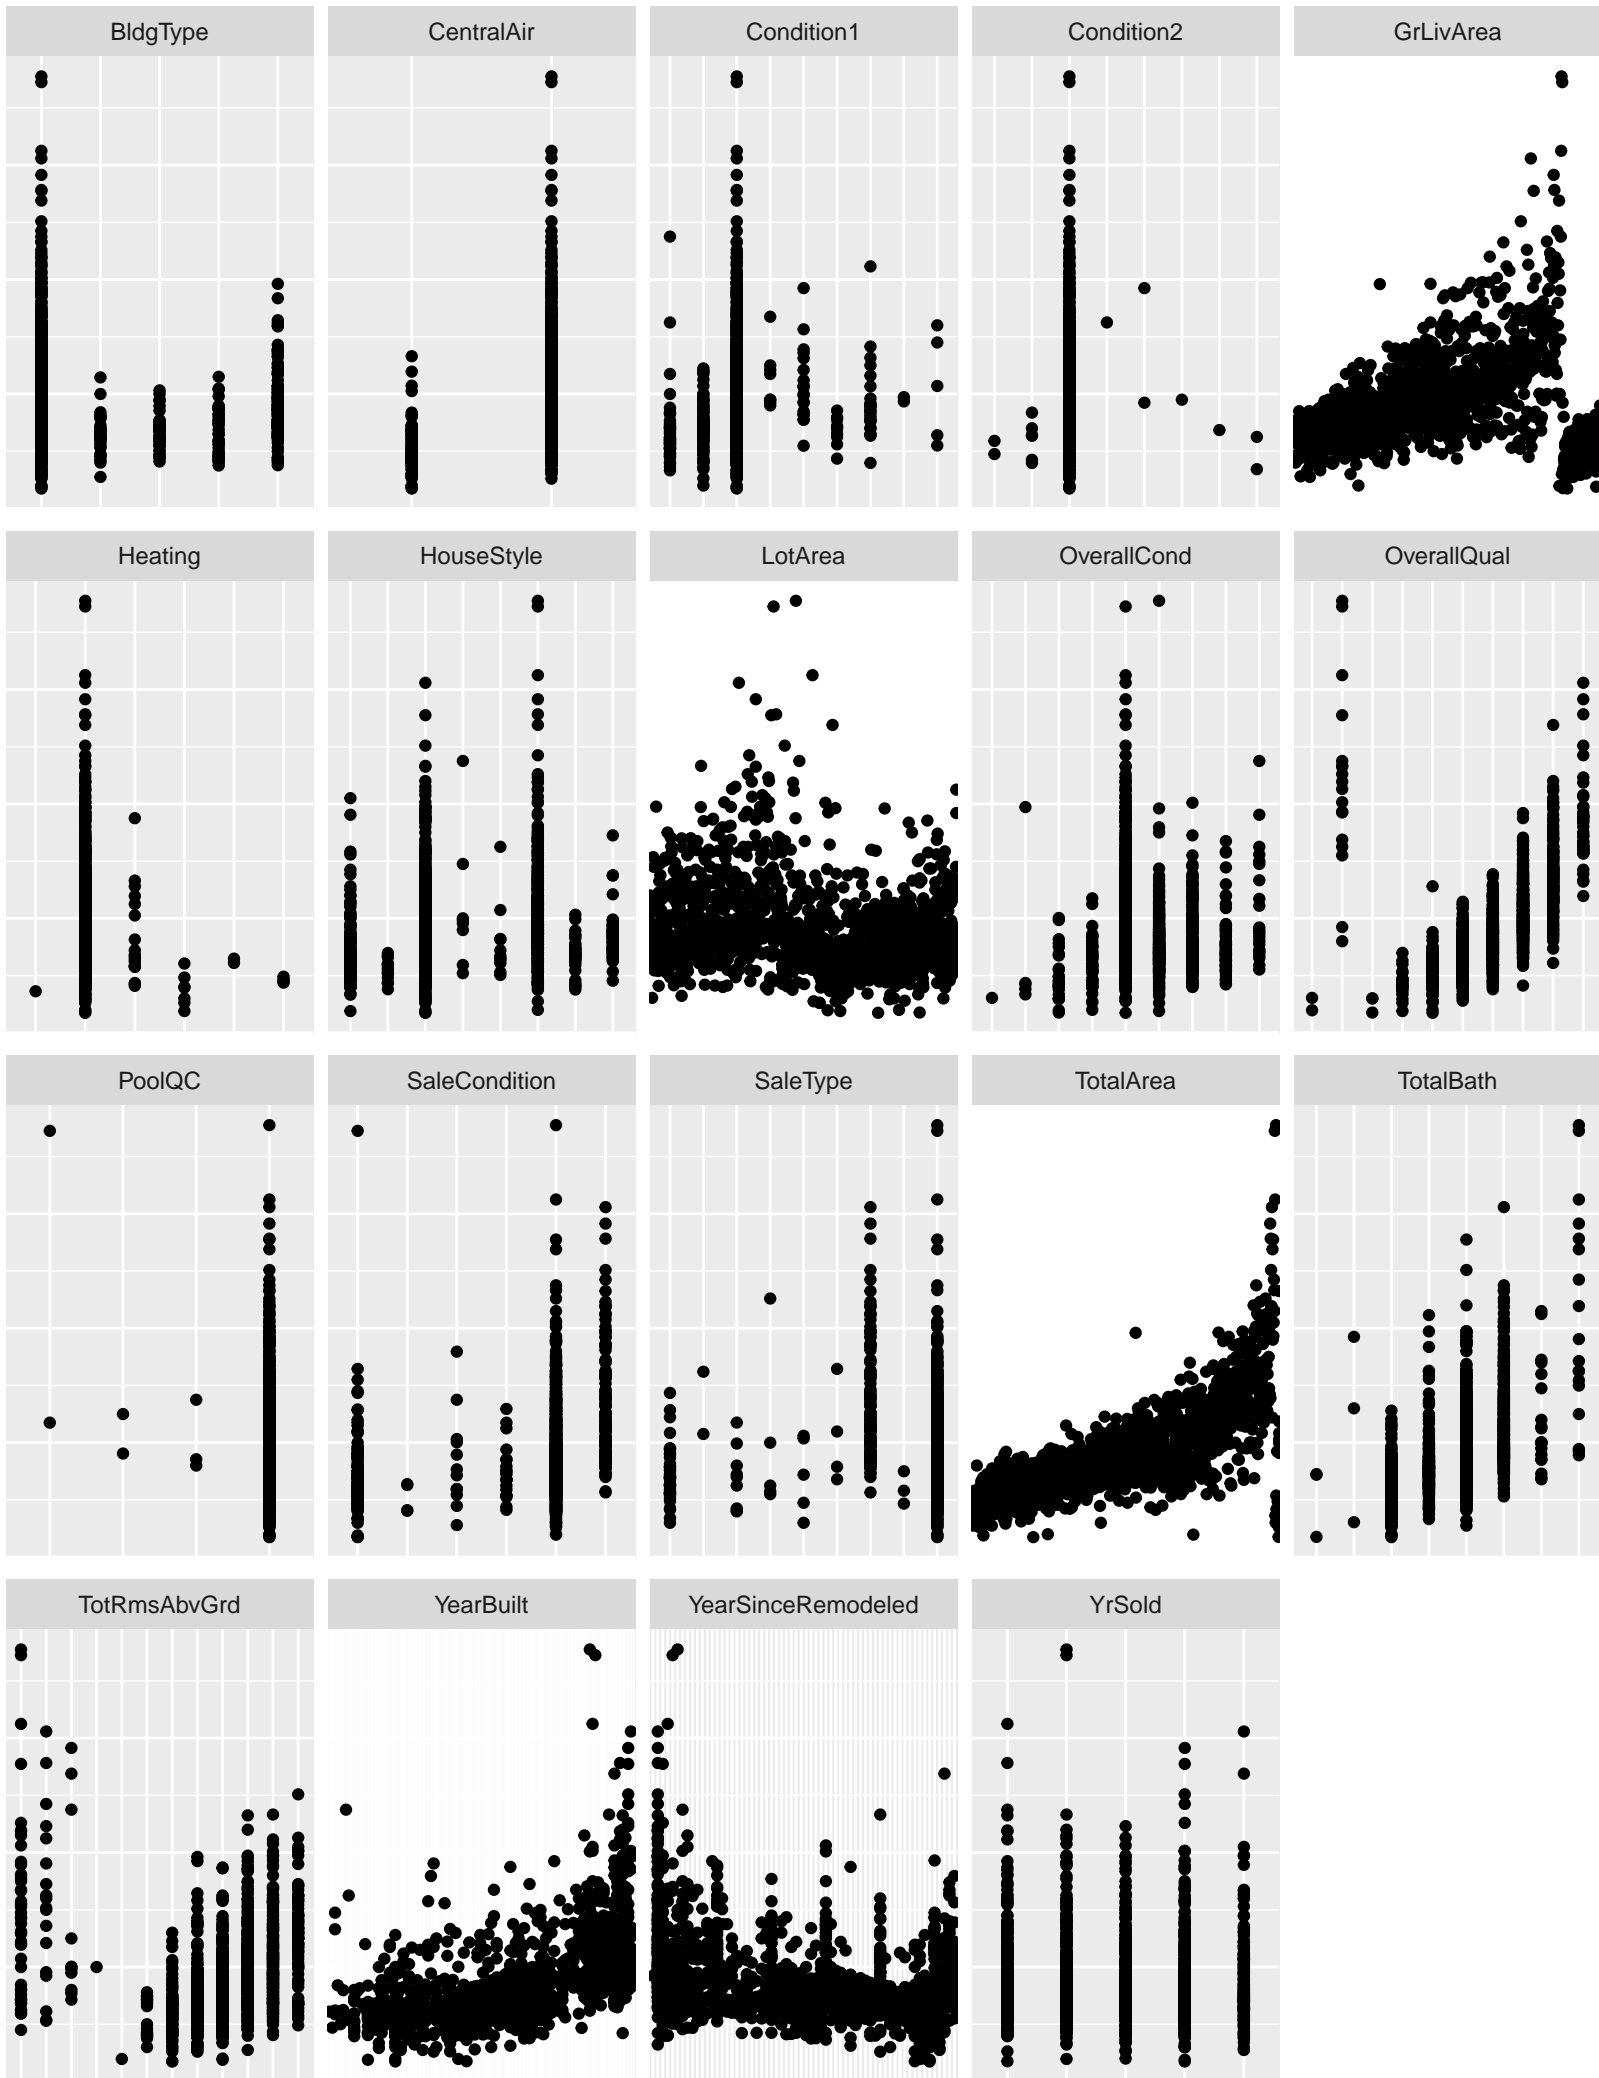 BldgType
CentralAir
Condition1
Condition2
GrLivArea
Heating
HouseStyle
LotArea
OverallCond
OverallQual
PoolQC
SaleCondition
SaleType
TotalArea
TotalBath
TotRmsAbvGrd
YearBuilt
YearSinceRemodeled
YrSold